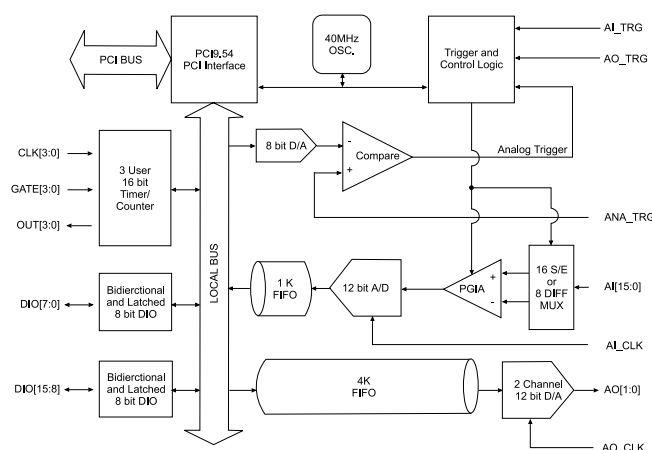 PCI BUS
PCI9.54
PCI Interface
40MHz
OSC.
Trigger and
Control Logic
AI_TRG
AO_TRG
CLK[3:0]
GATE[3:0]
OUT[3:0]
3 User
16 bit
Timer/
Counter
8 bit D/A
-
+
Compare
Analog Trigger
ANA_TRG
LOCAL BUS
DIO[7:0]
Bidierctional
and Latched
8 bit DIO
1 K
FIFO
12 bit A/D
PGIA
+
-
16 S/E
or
8 DIFF
MUX
AI[15:0]
AI_CLK
DIO[15:8]
Bidierctional
and Latched
8 bit DIO
4K
FIFO
2 Channel
12 bit D/A
AO[1:0]
AO_CLK